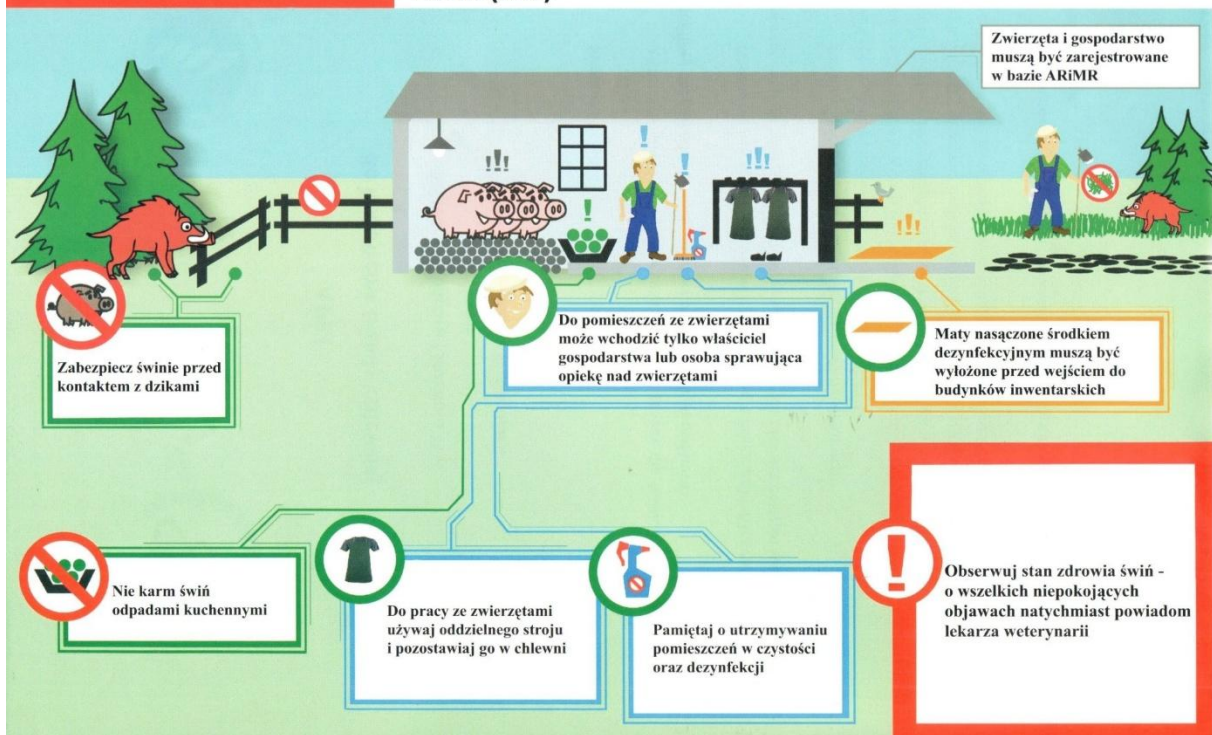 Zwierzęta i gospodarstwo
muszą być zarejestrowane
w bazie ARiMR
Zabezpiecz świnie przed
kontaktem z dzikami
Do pomieszczeń ze zwierzętami
może wchodzić tylko właściciel
gospodarstwa lub osoba sprawująca
opiekę nad zwierzętami
Maty nasączone środkiem
dezynfekcyjnym muszą być
wyłożone przed wejściem do
budynków inwentarskich
Nie karm świń
odpadami kuchennymi
Do pracy ze zwierzętami
używaj oddzielnego stroju
i pozostawiaj go w chlewni
Pamiętaj o utrzymywaniu
pomieszczeń w czystości
oraz dezynfekcji
Obserwuj stan zdrowia świń -
o wszelkich niepokojących
objawach natychmiast powiadom
lekarza weterynarii